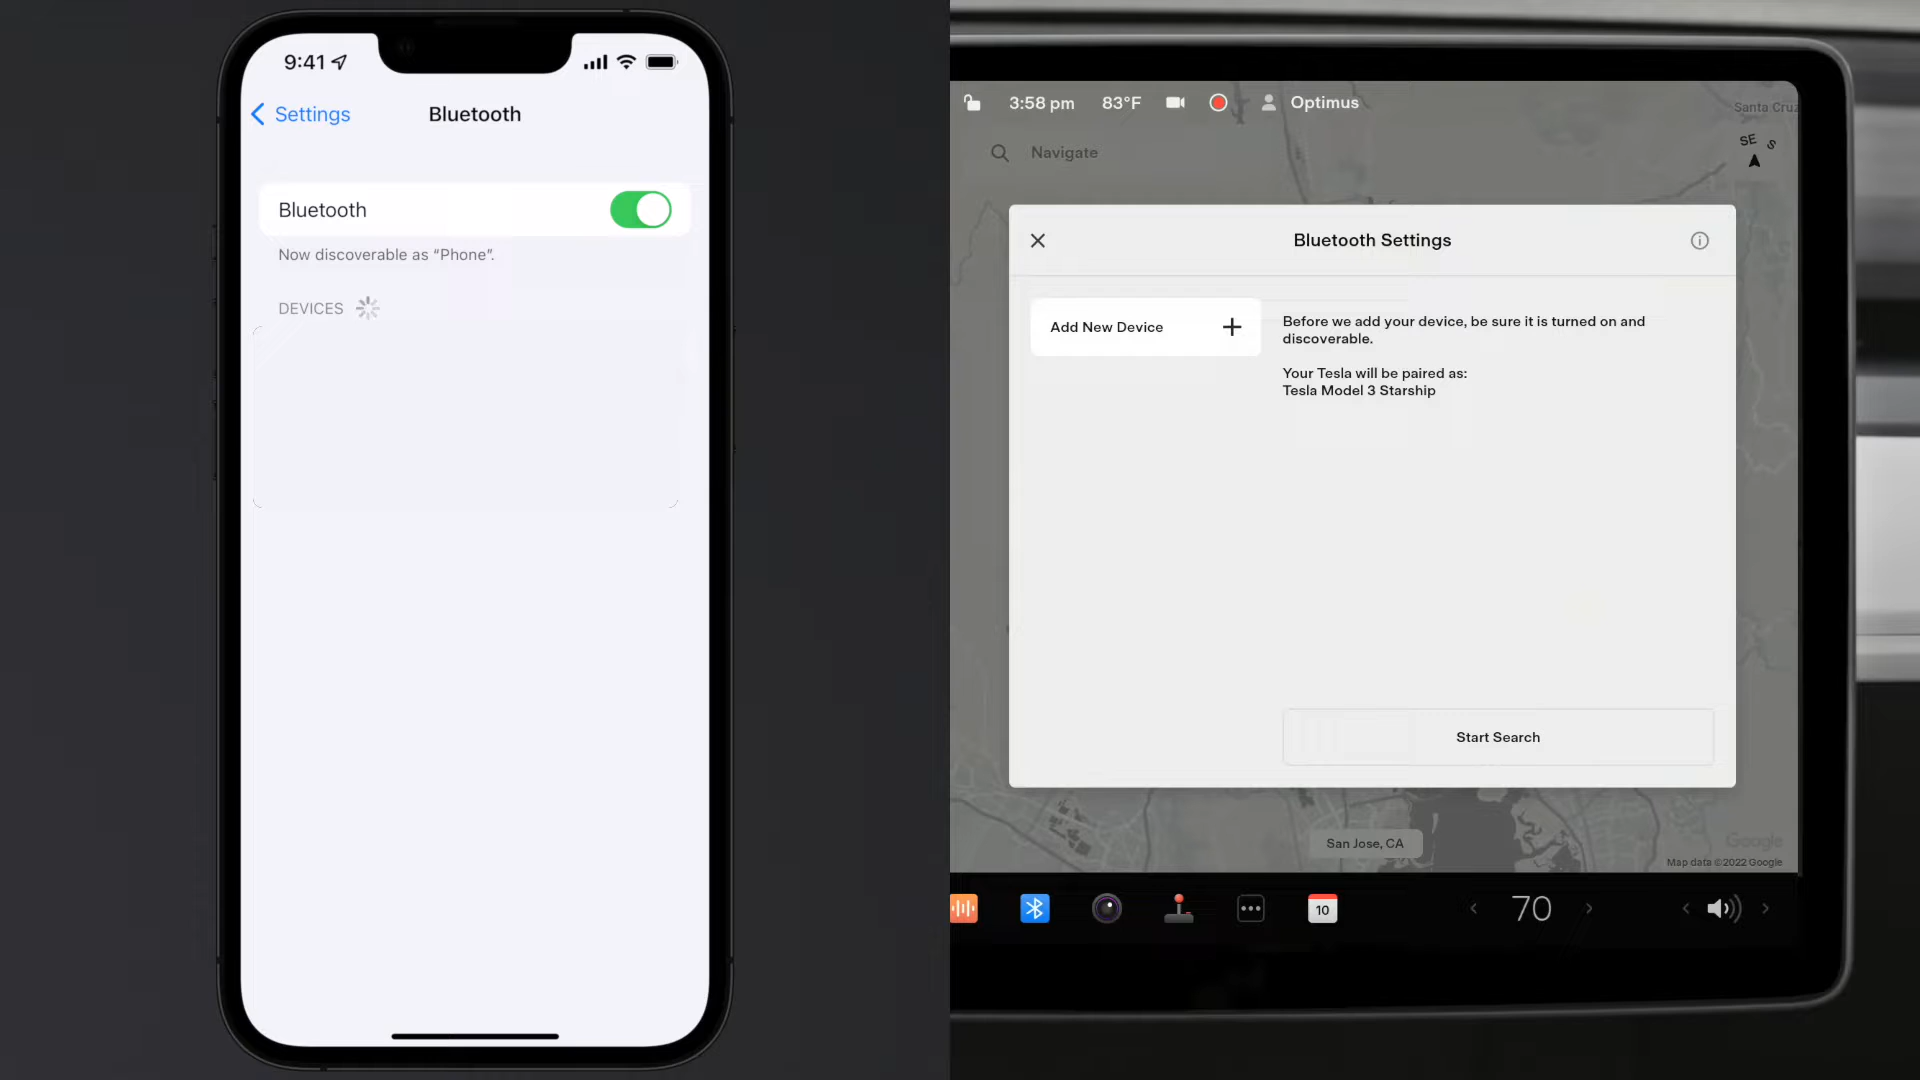 9:41
Settings
Bluetooth
Bluetooth
Now discoverable as “Phone”.
DEVICES
3:58 pm
83°F
Optimus
Navigate
Santa Cruz
SE
S
Bluetooth Settings
Add New Device
Before we add your device, be sure it is turned on and
discoverable.
Your Tesla will be paired as:
Tesla Model 3 Starship
Start Search
San Jose, CA
Google
Map data ©2022 Google
10
70